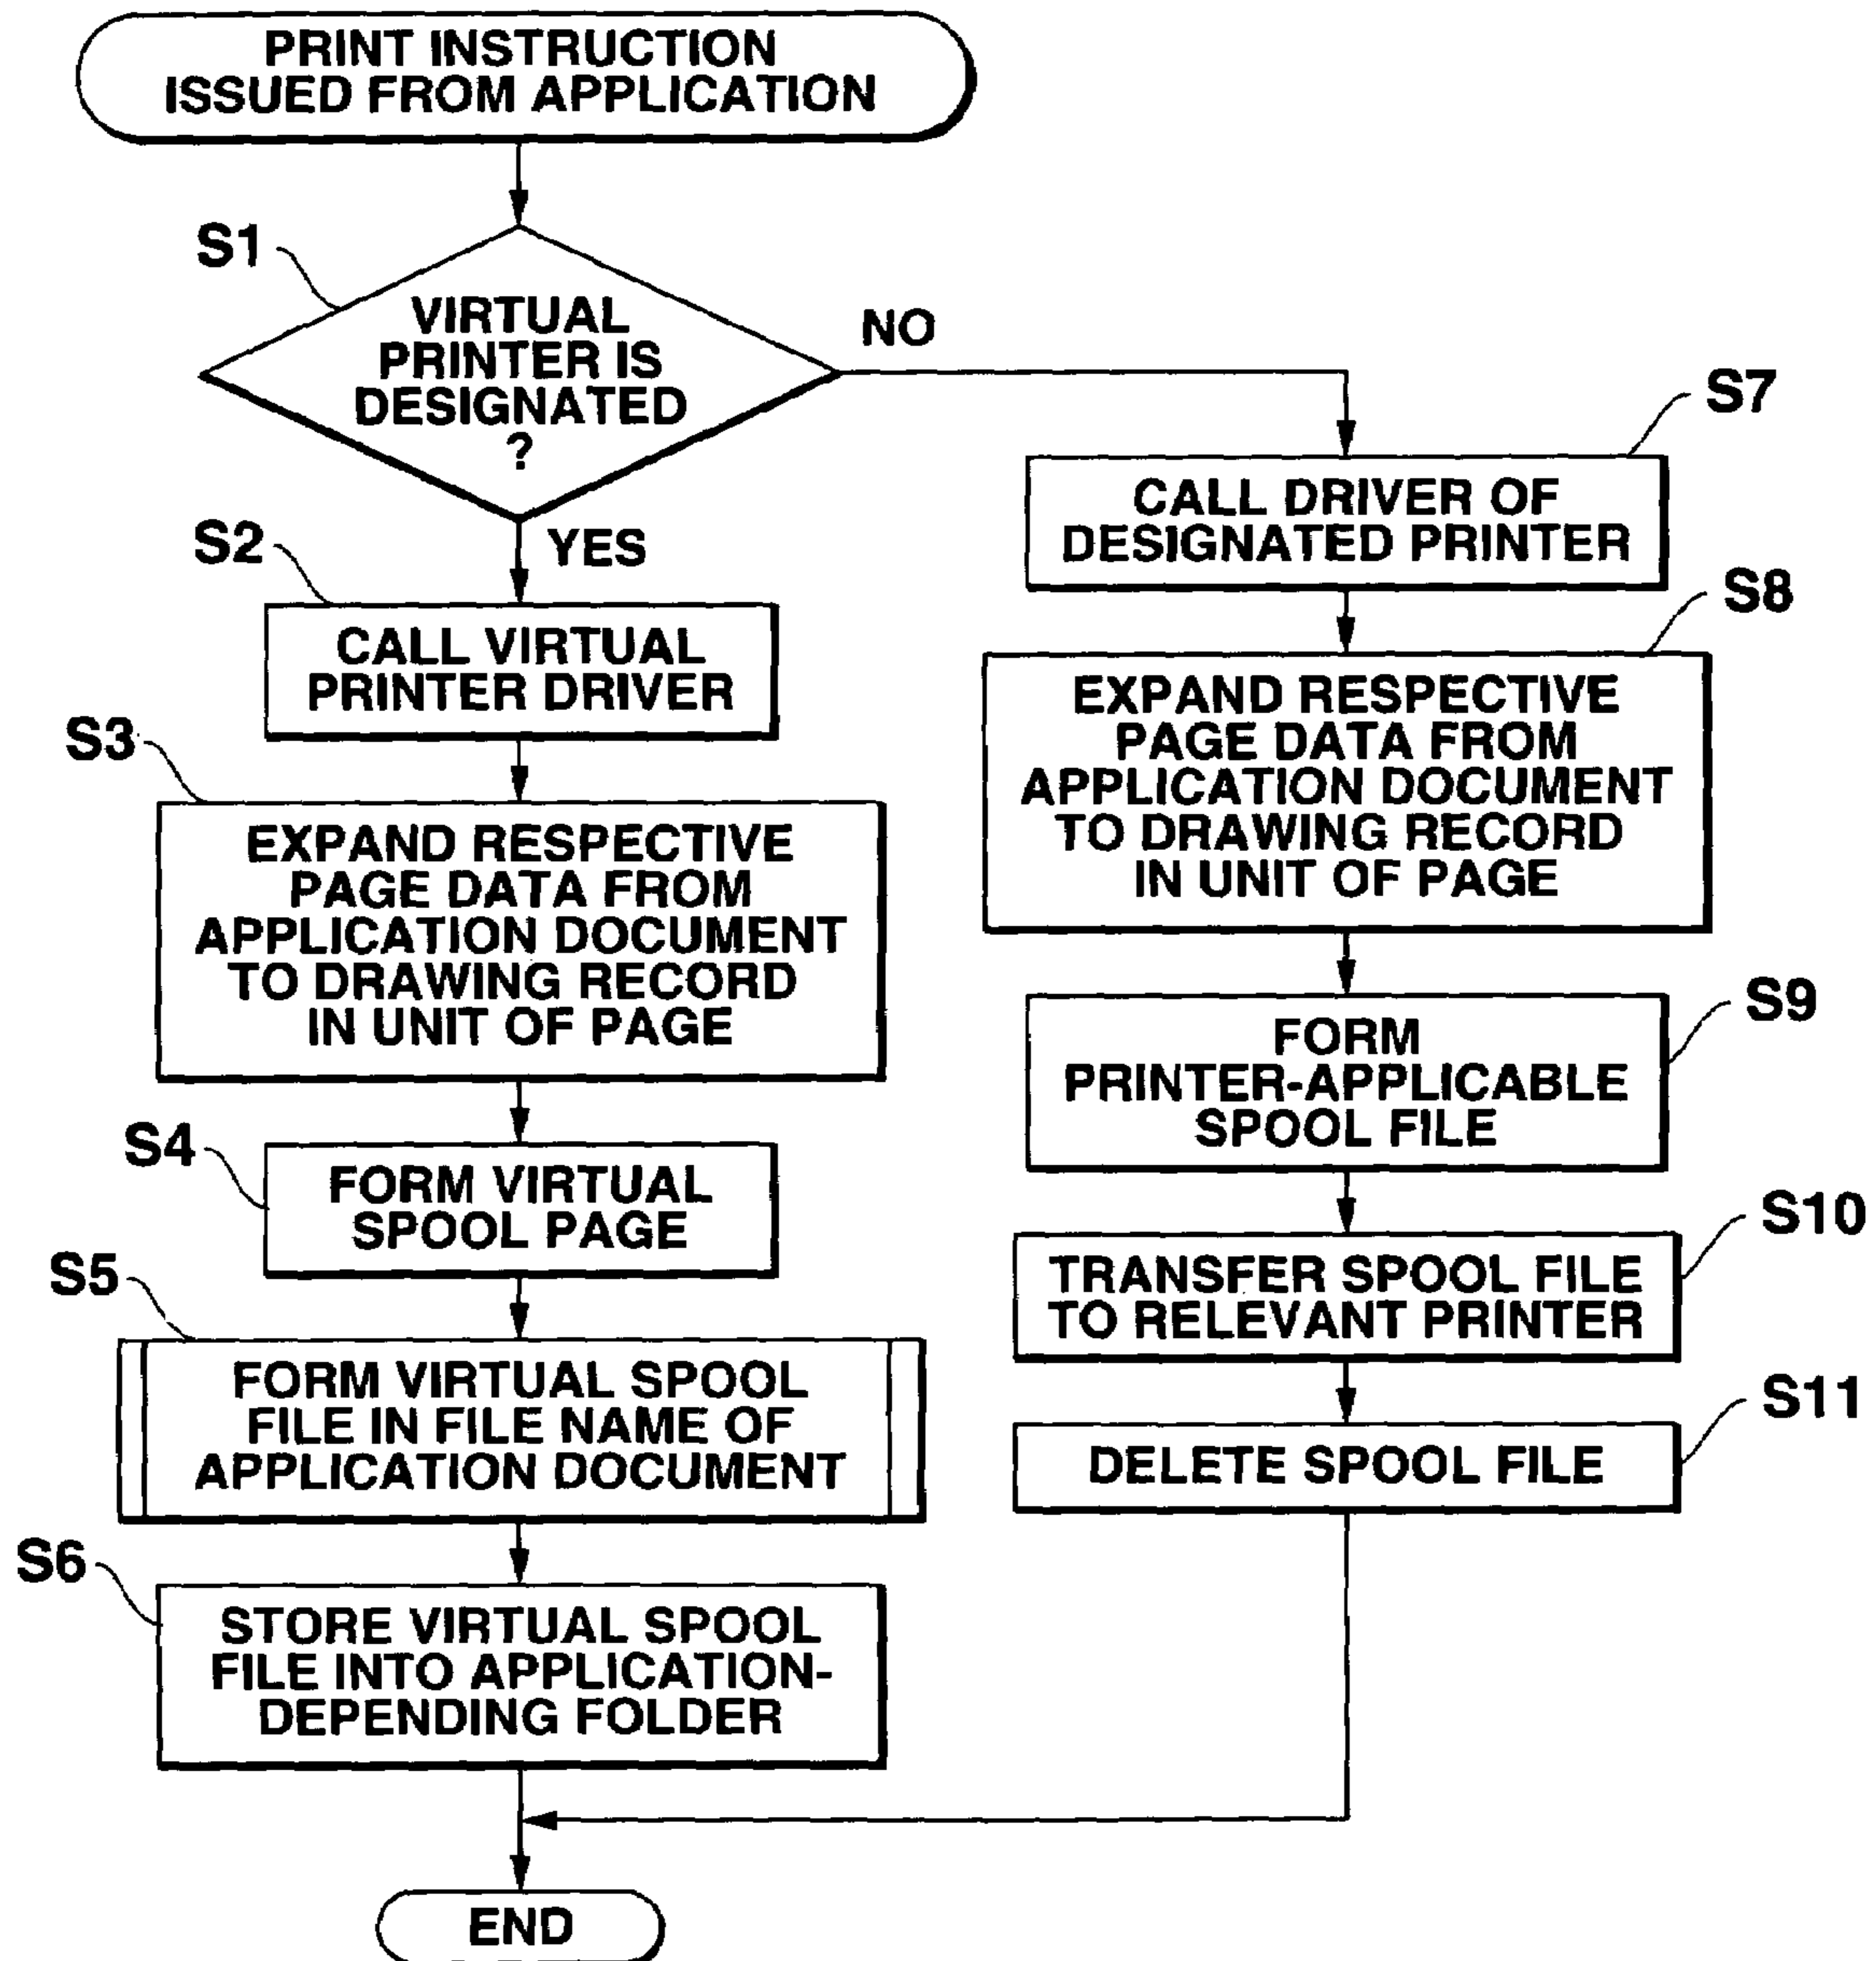 PRINT INSTRUCTION
ISSUED FROM APPLICATION
S1
VIRTUAL
PRINTER IS
DESIGNATED
?
NO
YES
S2
CALL VIRTUAL
PRINTER DRIVER
S3
EXPAND RESPECTIVE
PAGE DATA FROM
APPLICATION DOCUMENT
TO DRAWING RECORD
IN UNIT OF PAGE
S4
FORM VIRTUAL
SPOOL PAGE
S5
FORM VIRTUAL SPOOL
FILE IN FILE NAME OF
APPLICATION DOCUMENT
S6
STORE VIRTUAL SPOOL
FILE INTO APPLICATION-
DEPENDING FOLDER
S7
CALL DRIVER OF
DESIGNATED PRINTER
S8
EXPAND RESPECTIVE
PAGE DATA FROM
APPLICATION DOCUMENT
TO DRAWING RECORD
IN UNIT OF PAGE
S9
FORM
PRINTER-APPLICABLE
SPOOL FILE
S10
TRANSFER SPOOL FILE
TO RELEVANT PRINTER
S11
DELETE SPOOL FILE
END